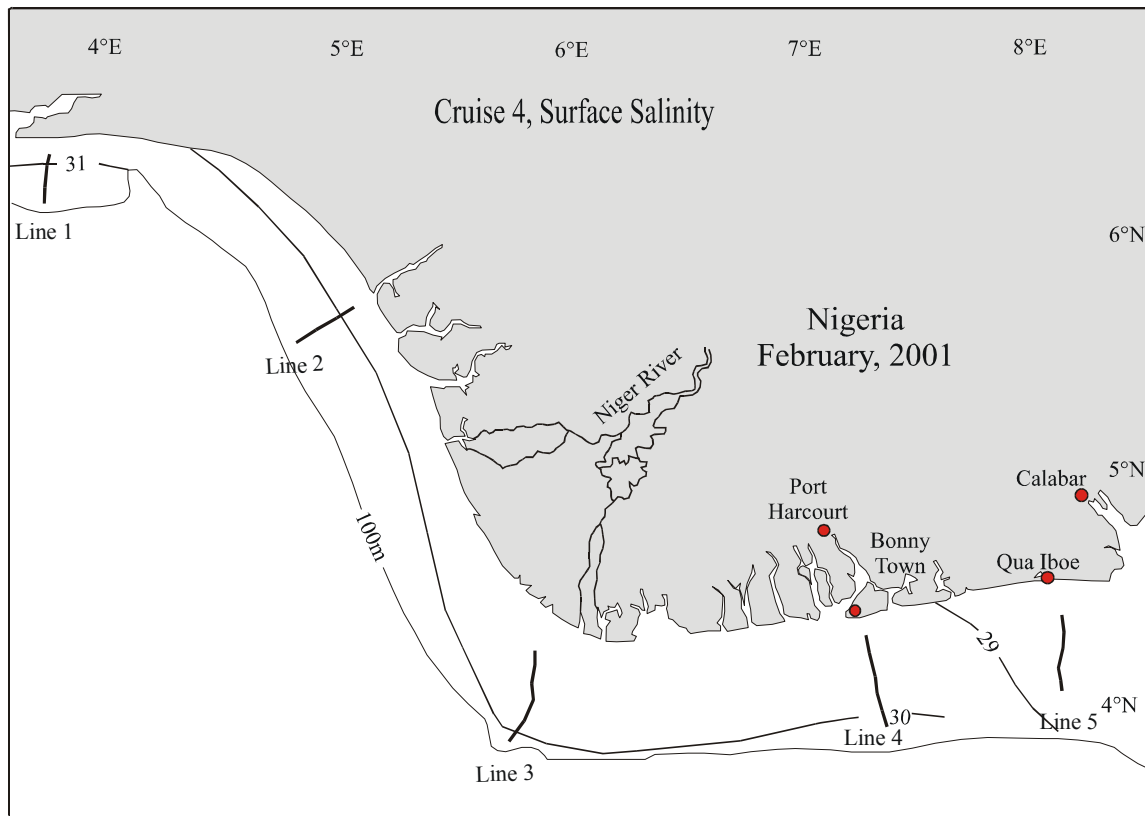 4°E
5°E
6°E
7°E
8°E
Cruise 4, Surface Salinity
31
Line 1
6°N
Nigeria
February, 2001
Line 2
Niger River
5°N
Calabar
Port
Harcourt
100m
Bonny
Town
Qua Iboe
29
4°N
30
Line 5
Line 4
Line 3